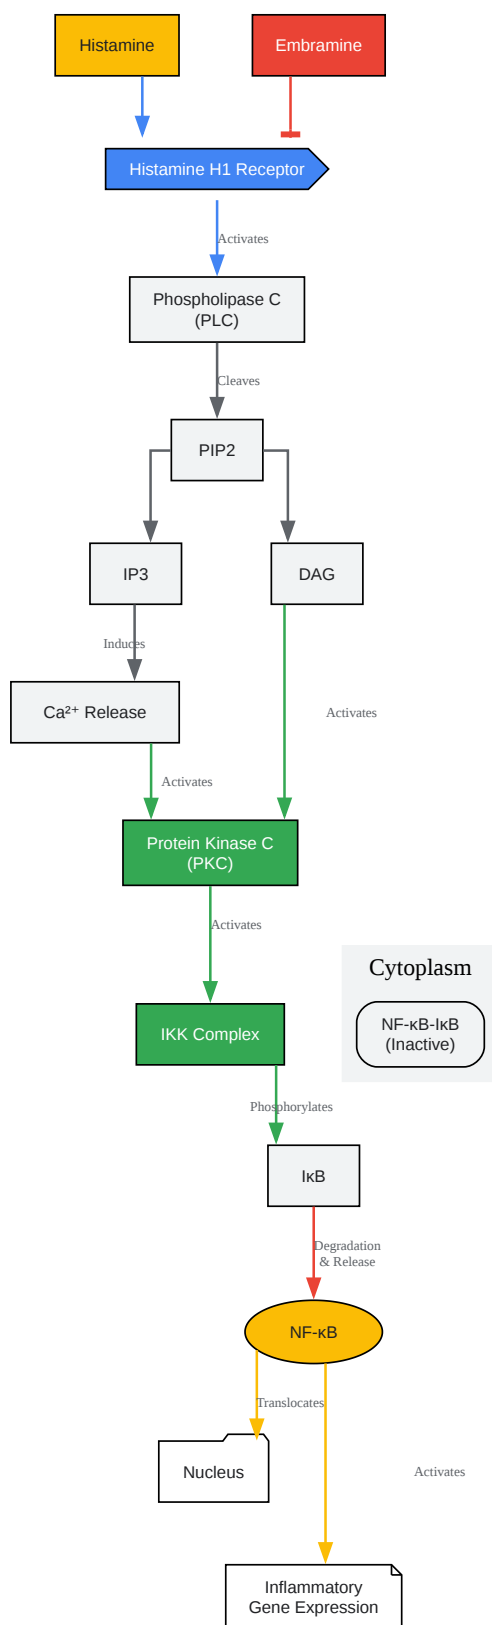 Histamine
Embramine
Histamine H1 Receptor
Activates
Phospholipase C
(PLC)
Cleaves
PIP2
IP3
DAG
Induces
Ca²⁺ Release
Activates
Activates
Protein Kinase C
(PKC)
Activates
Cytoplasm
NF-κB-IκB
(Inactive)
IKK Complex
Phosphorylates
IκB
Degradation
& Release
NF-κB
Translocates
Nucleus
Activates
Inflammatory
Gene Expression